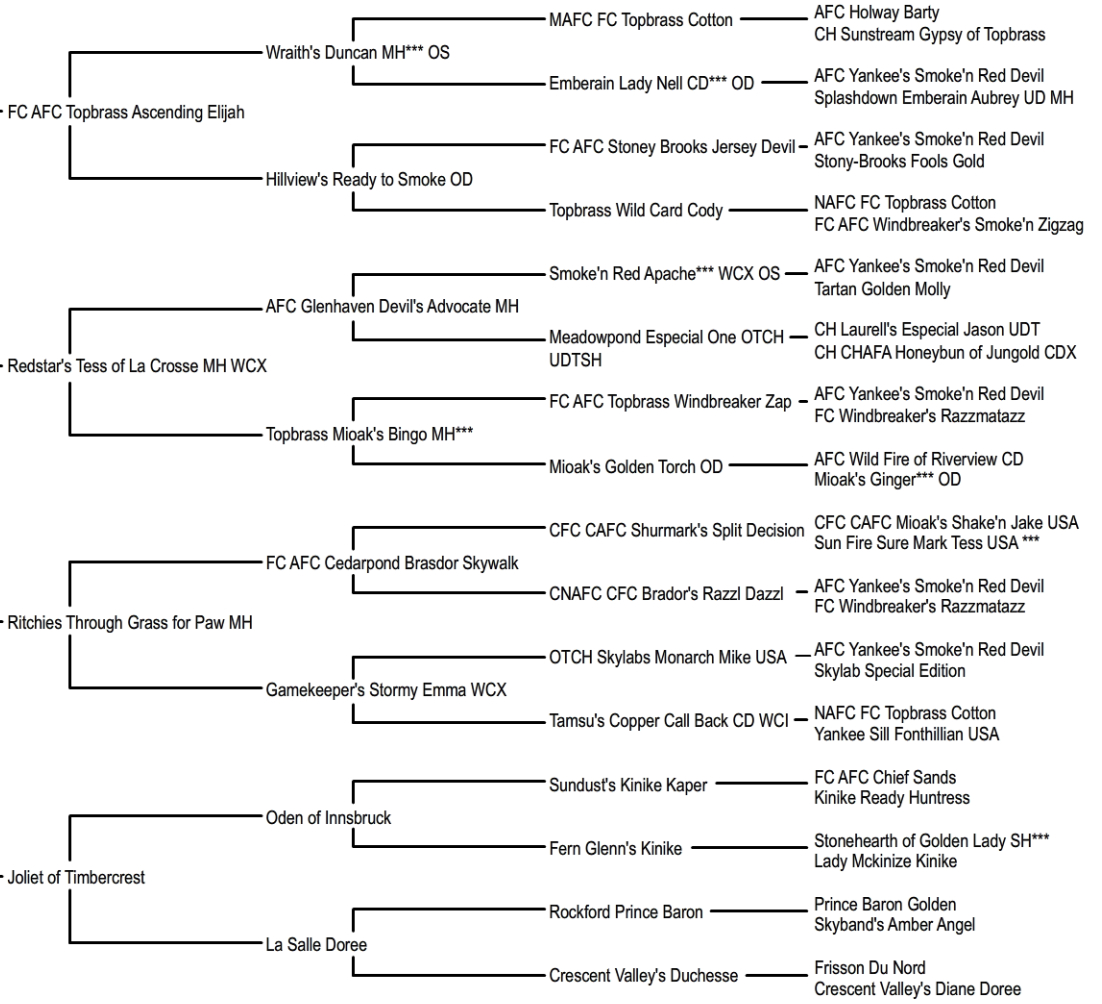 MAFC FC Topbrass Cotton
AFC Holway Barty
CH Sunstream Gypsy of Topbrass
Wraith's Duncan MH*** OS
Emberain Lady Nell CD*** OD
AFC Yankee's Smoke'n Red Devil
Splashdown Emberain Aubrey UD MH
FC AFC Topbrass Ascending Elijah
FC AFC Stoney Brooks Jersey Devil
AFC Yankee's Smoke'n Red Devil
Stony-Brooks Fools Gold
Hillview's Ready to Smoke OD
Topbrass Wild Card Cody
NAFC FC Topbrass Cotton
FC AFC Windbreaker's Smoke'n Zigzag
Smoke'n Red Apache*** WCX OS
AFC Yankee's Smoke'n Red Devil
Tartan Golden Molly
AFC Glenhaven Devil's Advocate MH
Meadowpond Especial One OTCH
UDTSH
CH Laurell's Especial Jason UDT
CH CHAFA Honeybun of Jungold CDX
Redstar's Tess of La Crosse MH WCX
FC AFC Topbrass Windbreaker Zap
AFC Yankee's Smoke'n Red Devil
FC Windbreaker's Razzmatazz
Topbrass Mioak's Bingo MH***
Mioak's Golden Torch OD
AFC Wild Fire of Riverview CD
Mioak's Ginger*** OD
CFC CAFC Shurmark's Split Decision
CFC CAFC Mioak's Shake'n Jake USA
Sun Fire Sure Mark Tess USA ***
FC AFC Cedarpond Brasdor Skywalk
CNAFC CFC Brador's Razzl Dazzl
AFC Yankee's Smoke'n Red Devil
FC Windbreaker's Razzmatazz
Ritchies Through Grass for Paw MH
OTCH Skylabs Monarch Mike USA
AFC Yankee's Smoke'n Red Devil
Skylab Special Edition
Gamekeeper's Stormy Emma WCX
Tamsu's Copper Call Back CD WCI
NAFC FC Topbrass Cotton
Yankee Sill Fonthillian USA
Sundust's Kinike Kaper
FC AFC Chief Sands
Kinike Ready Huntress
Oden of Innsbruck
Fern Glenn's Kinike
Stonehearth of Golden Lady SH***
Lady Mckinize Kinike
Joliet of Timbercrest
Rockford Prince Baron
Prince Baron Golden
Skyband's Amber Angel
La Salle Doree
Crescent Valley's Duchesse
Frisson Du Nord
Crescent Valley's Diane Doree